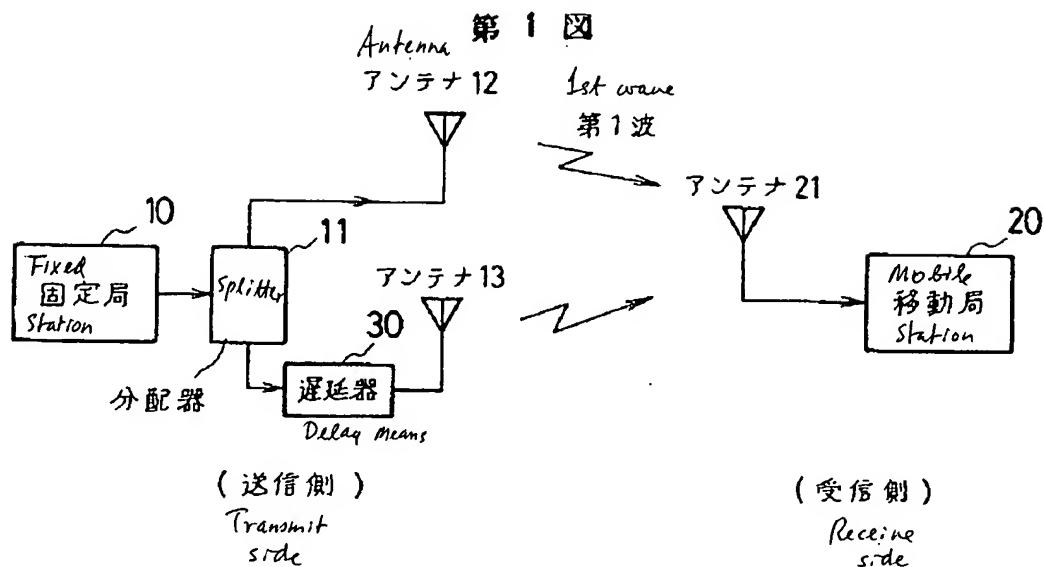 第 1 図
Antenna
アンテナ 12
1st wave
第1波
アンテナ 21
10
11
20
Fixed
固定局
Station
Splitter
アンテナ 13
Mobile
移動局
Station
30
遅延器
分配器
Delay means
(送信側)
Transmit
side
(受信側)
Receive
side